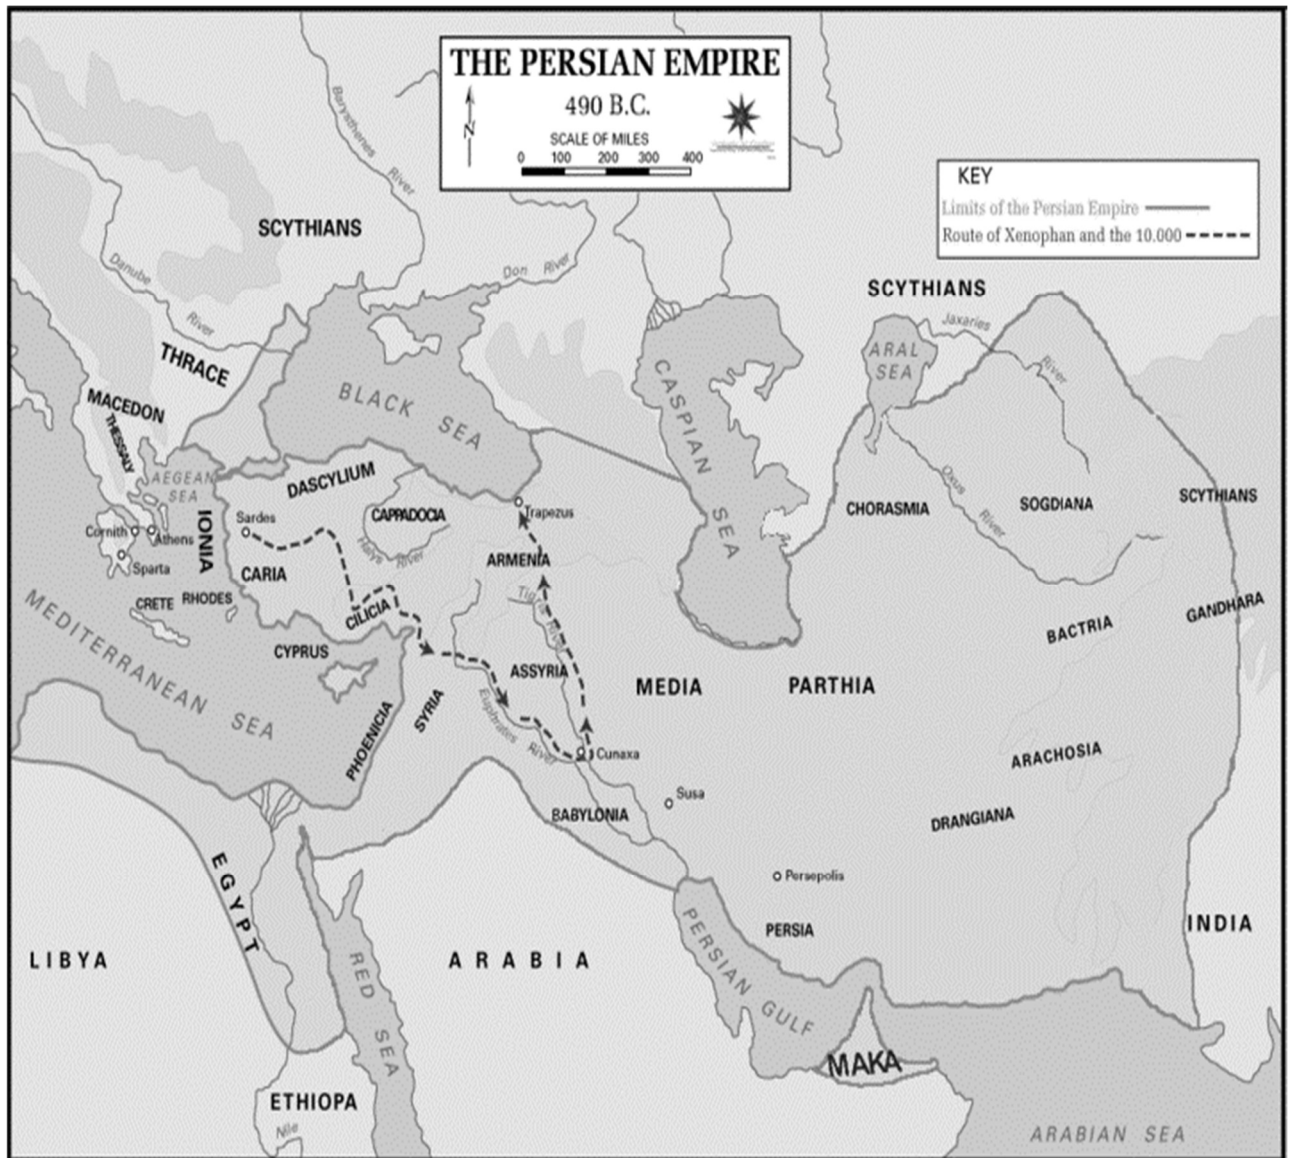 THE PERSIAN EMPIRE
490 B.C.
N
SCALE OF MILES
0 100 200 300 400
KEY
Limits of the Persian Empire
Route of Xenophan and the 10.000
Barysthenes River
SCYTHIANS
Danube River
Don River
SCYTHIANS
Jaxaries River
ARAL SEA
THRACE
MACEDON
THESSALY
BLACK SEA
CASPIAN SEA
AEGEAN SEA
DASCYLIUM
CAPPADOCIA
Halys River
Trapezus
CHORASMIA
Oxus River
SOGDIANA
SCYTHIANS
Cornith
Athens
Sparta
IONIA
Sardes
CARIA
CILICIA
ARMENIA
Tigris River
CRETE
RHODES
CYPRUS
MEDITERRANEAN SEA
PHOENICIA
SYRIA
ASSYRIA
Euphrates River
MEDIA
PARTHIA
BACTRIA
GANDHARA
Cunaxa
Susa
BABYLONIA
ARACHOSIA
DRANGIANA
Persepolis
PERSIA
INDIA
EGYPT
LIBYA
ARABIA
RED SEA
PERSIAN GULF
MAKA
ETHIOPA
Nile
ARABIAN SEA